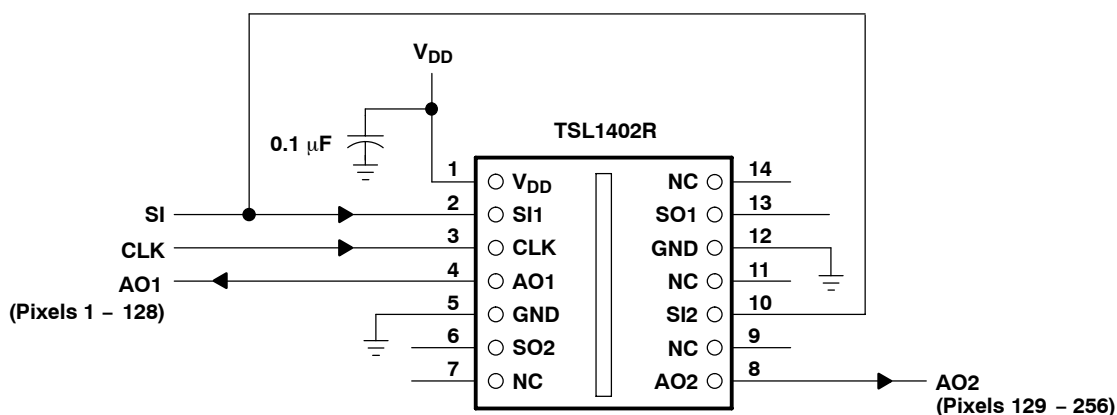 VDD
TSL1402R
0.1 μF
1 VDD NC 14
SI 2 SI1 SO1 13
CLK 3 CLK GND 12
AO1 4 AO1 NC 11
(Pixels 1 – 128)
5 GND SI2 10
6 SO2 NC 9
7 NC AO2 8
AO2
(Pixels 129 – 256)